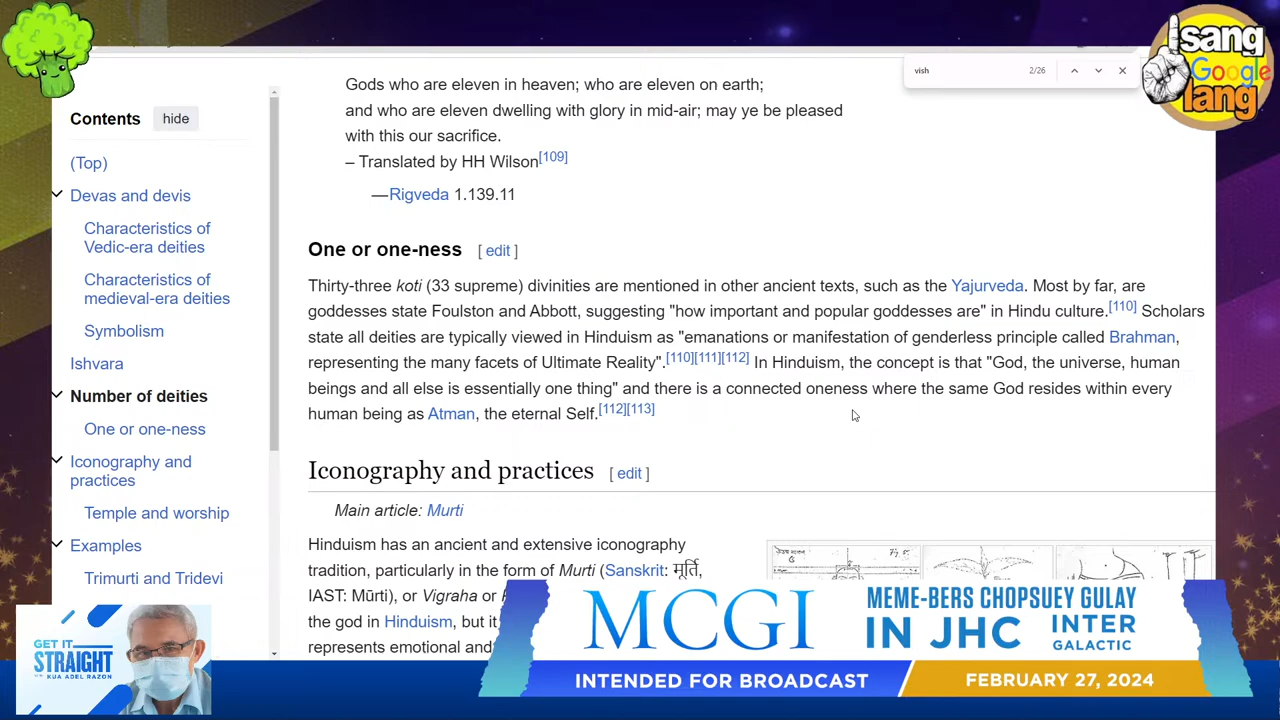 Isang
Google
lang
vish 2/26
Contents hide
(Top)
Devas and devis
Characteristics of
Vedic-era deities
Characteristics of
medieval-era deities
Symbolism
Ishvara
Number of deities
One or one-ness
Iconography and
practices
Temple and worship
Examples
Trimurti and Tridevi
Gods who are eleven in heaven; who are eleven on earth;
and who are eleven dwelling with glory in mid-air; may ye be pleased
with this our sacrifice.
– Translated by HH Wilson[109]
—Rigveda 1.139.11
One or one-ness [ edit ]
Thirty-three koti (33 supreme) divinities are mentioned in other ancient texts, such as the Yajurveda. Most by far, are
goddesses state Foulston and Abbott, suggesting "how important and popular goddesses are" in Hindu culture.[110] Scholars
state all deities are typically viewed in Hinduism as "emanations or manifestation of genderless principle called Brahman,
representing the many facets of Ultimate Reality".[110][111][112] In Hinduism, the concept is that "God, the universe, human
beings and all else is essentially one thing" and there is a connected oneness where the same God resides within every
human being as Atman, the eternal Self.[112][113]
Iconography and practices [ edit ]
Main article: Murti
Hinduism has an ancient and extensive iconography
tradition, particularly in the form of Murti (Sanskrit: मूर्ति,
IAST: Mūrti), or Vigraha or
the god in Hinduism, but it
represents emotional and
GET IT
STRAIGHT
WITH KUYA ADEL RAZON
MCGI
MEME-BERS CHOPSUEY GULAY
IN JHC INTER
GALACTIC
INTENDED FOR BROADCAST
FEBRUARY 27, 2024